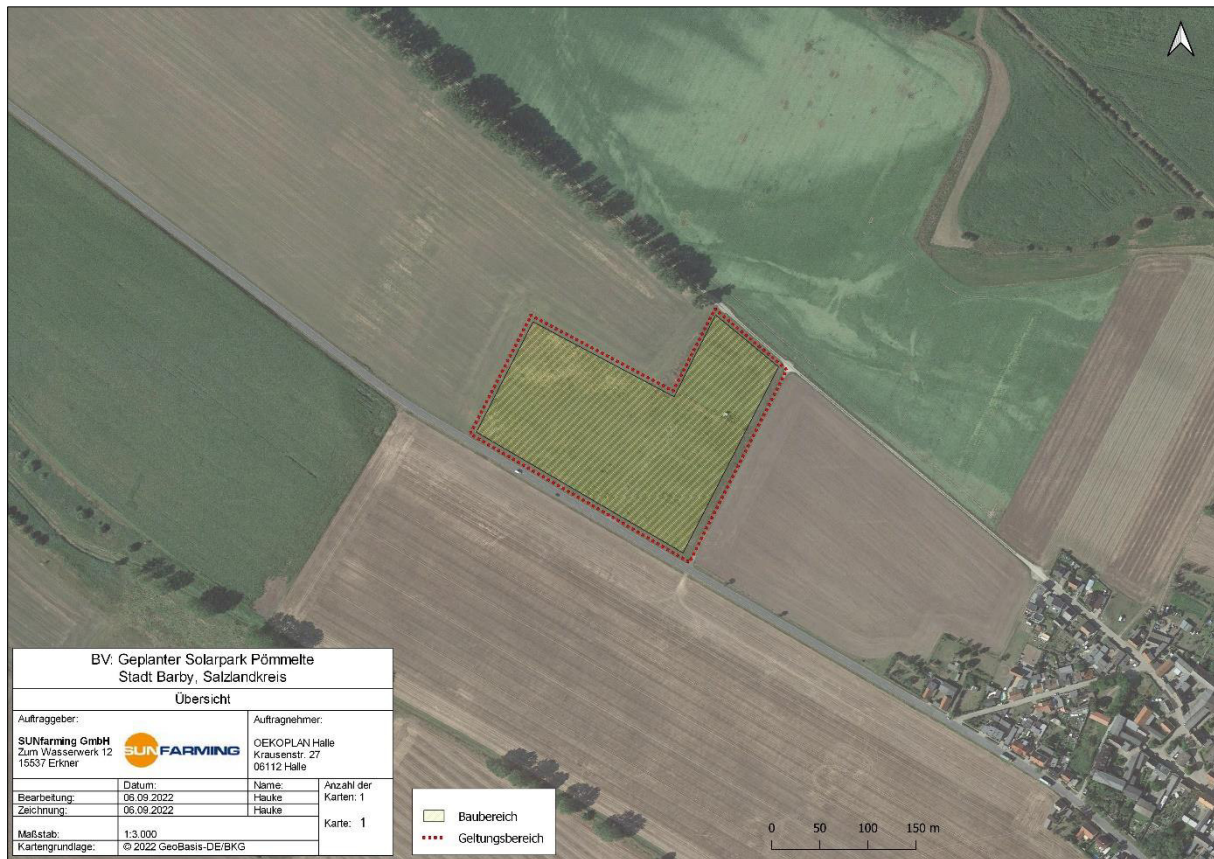 BV: Geplanter Solarpark Pömmelte
Stadt Barby, Salzlandkreis
Übersicht
Auftraggeber:
SUNfarming GmbH
Zum Wasserwerk 12
15537 Erkner
SUNFARMING
Auftragnehmer:
OEKOPLAN Halle
Krausenstr. 27
06112 Halle
Datum: Name: Anzahl der
Bearbeitung: 06.09.2022 Hauke Karten: 1
Zeichnung: 06.09.2022 Hauke
Karte: 1
Maßstab: 1:3.000
Kartengrundlage: © 2022 GeoBasis-DE/BKG
Baubereich
Geltungsbereich
0 50 100 150 m